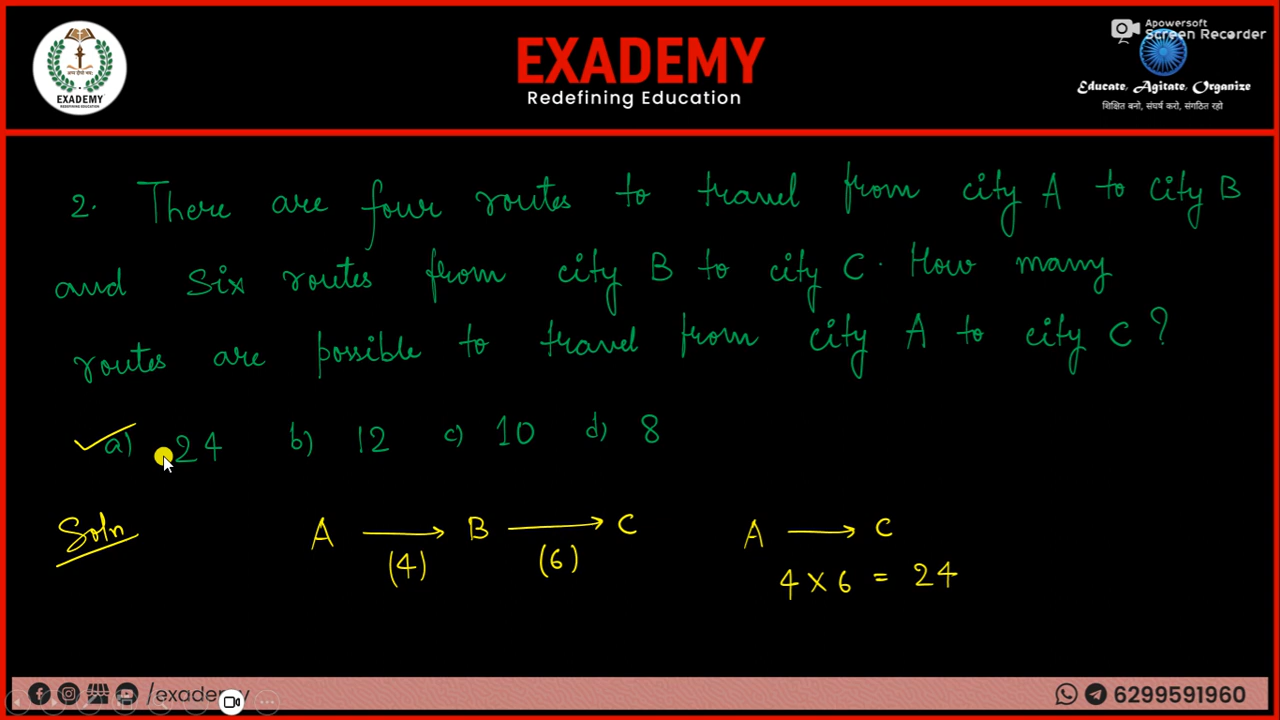 EXADEMY
REDEFINING EDUCATION
EXADEMY
Redefining Education
Apowersoft
Screen Recorder
Educate, Agitate, Organize
शिक्षित बनो, संघर्ष करो, संगठित रहो
2. There are four routes to travel from city A to city B
and six routes from city B to city C. How many
routes are possible to travel from city A to city C?
a) 24 b) 12 c) 10 d) 8
Soln A → B → C A → C
(4) (6) 4 × 6 = 24
/exademy
6299591960